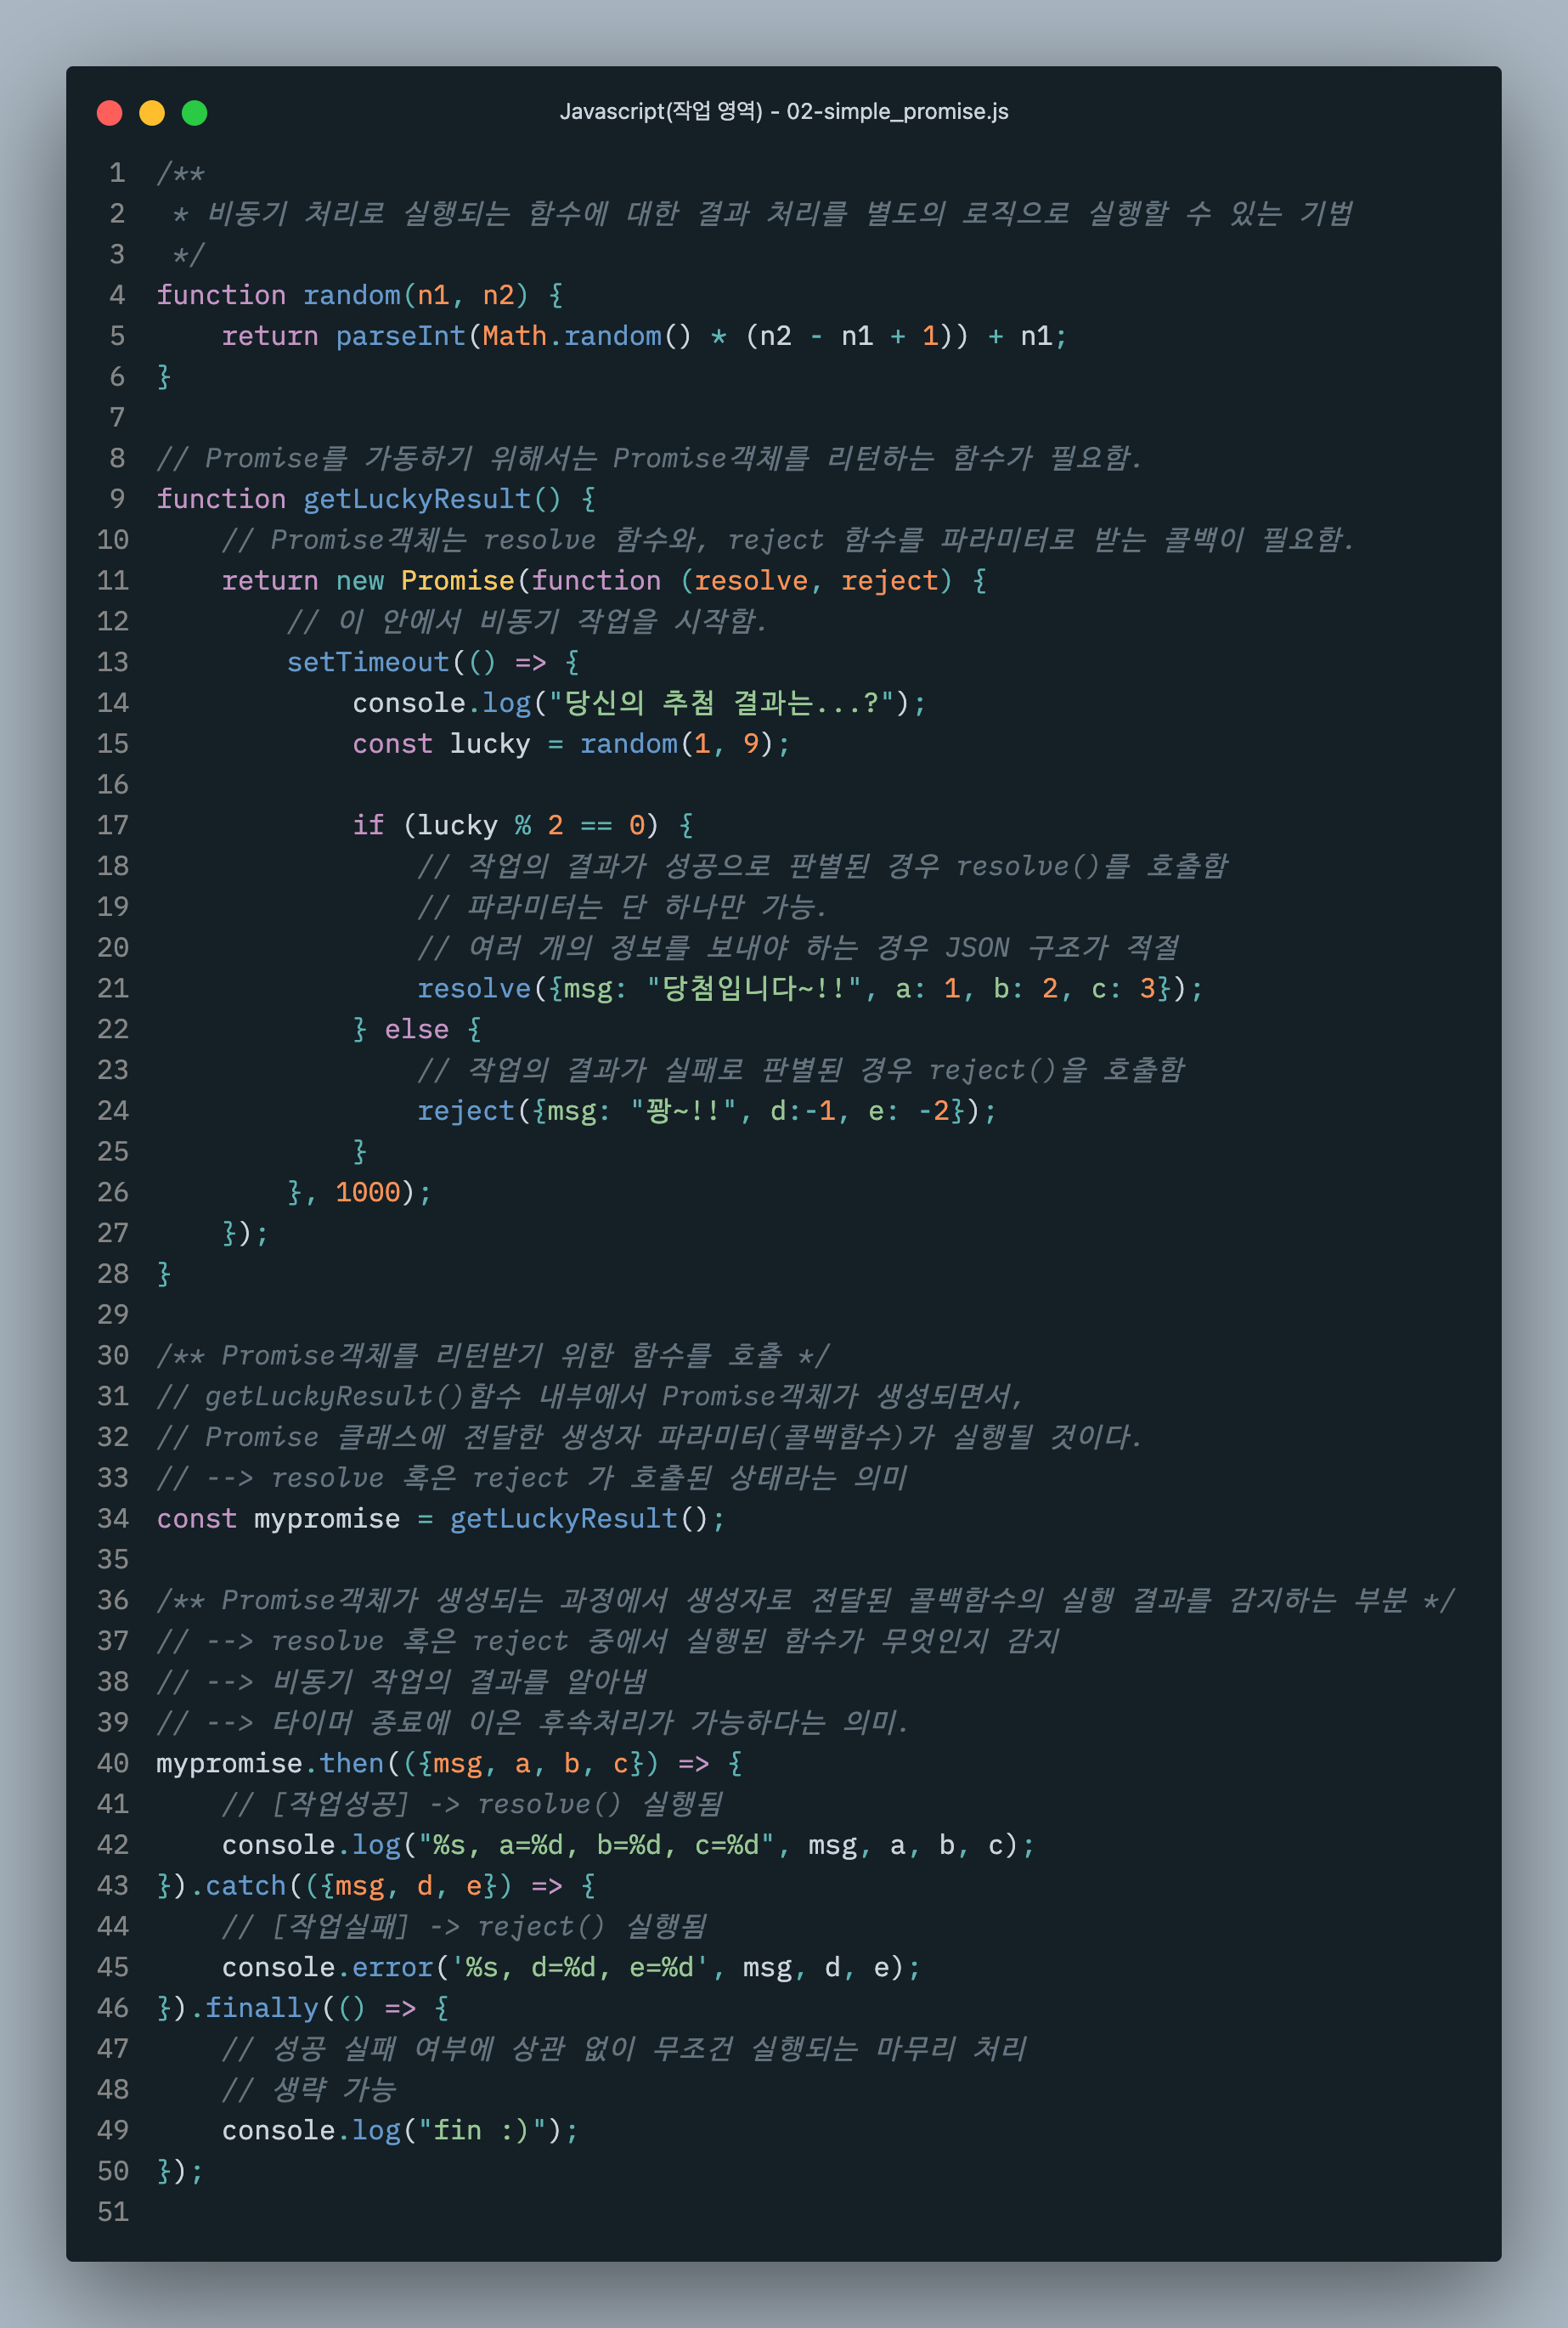 Javascript(작업 영역) - 02-simple_promise.js
1 /**
2  * 비동기 처리로 실행되는 함수에 대한 결과 처리를 별도의 로직으로 실행할 수 있는 기법
3  */
4 function random(n1, n2) {
5     return parseInt(Math.random() * (n2 - n1 + 1)) + n1;
6 }
7
8 // Promise를 가동하기 위해서는 Promise객체를 리턴하는 함수가 필요함.
9 function getLuckyResult() {
10     // Promise객체는 resolve 함수와, reject 함수를 파라미터로 받는 콜백이 필요함.
11     return new Promise(function (resolve, reject) {
12         // 이 안에서 비동기 작업을 시작함.
13         setTimeout(() => {
14             console.log("당신의 추첨 결과는...?");
15             const lucky = random(1, 9);
16
17             if (lucky % 2 == 0) {
18                 // 작업의 결과가 성공으로 판별된 경우 resolve()를 호출함
19                 // 파라미터는 단 하나만 가능.
20                 // 여러 개의 정보를 보내야 하는 경우 JSON 구조가 적절
21                 resolve({msg: "당첨입니다~!!", a: 1, b: 2, c: 3});
22             } else {
23                 // 작업의 결과가 실패로 판별된 경우 reject()을 호출함
24                 reject({msg: "꽝~!!", d:-1, e: -2});
25             }
26         }, 1000);
27     });
28 }
29
30 /** Promise객체를 리턴받기 위한 함수를 호출 */
31 // getLuckyResult()함수 내부에서 Promise객체가 생성되면서,
32 // Promise 클래스에 전달한 생성자 파라미터(콜백함수)가 실행될 것이다.
33 // --> resolve 혹은 reject 가 호출된 상태라는 의미
34 const mypromise = getLuckyResult();
35
36 /** Promise객체가 생성되는 과정에서 생성자로 전달된 콜백함수의 실행 결과를 감지하는 부분 */
37 // --> resolve 혹은 reject 중에서 실행된 함수가 무엇인지 감지
38 // --> 비동기 작업의 결과를 알아냄
39 // --> 타이머 종료에 이은 후속처리가 가능하다는 의미.
40 mypromise.then(({msg, a, b, c}) => {
41     // [작업성공] -> resolve() 실행됨
42     console.log("%s, a=%d, b=%d, c=%d", msg, a, b, c);
43 }).catch(({msg, d, e}) => {
44     // [작업실패] -> reject() 실행됨
45     console.error('%s, d=%d, e=%d', msg, d, e);
46 }).finally(() => {
47     // 성공 실패 여부에 상관 없이 무조건 실행되는 마무리 처리
48     // 생략 가능
49     console.log("fin :)");
50 });
51